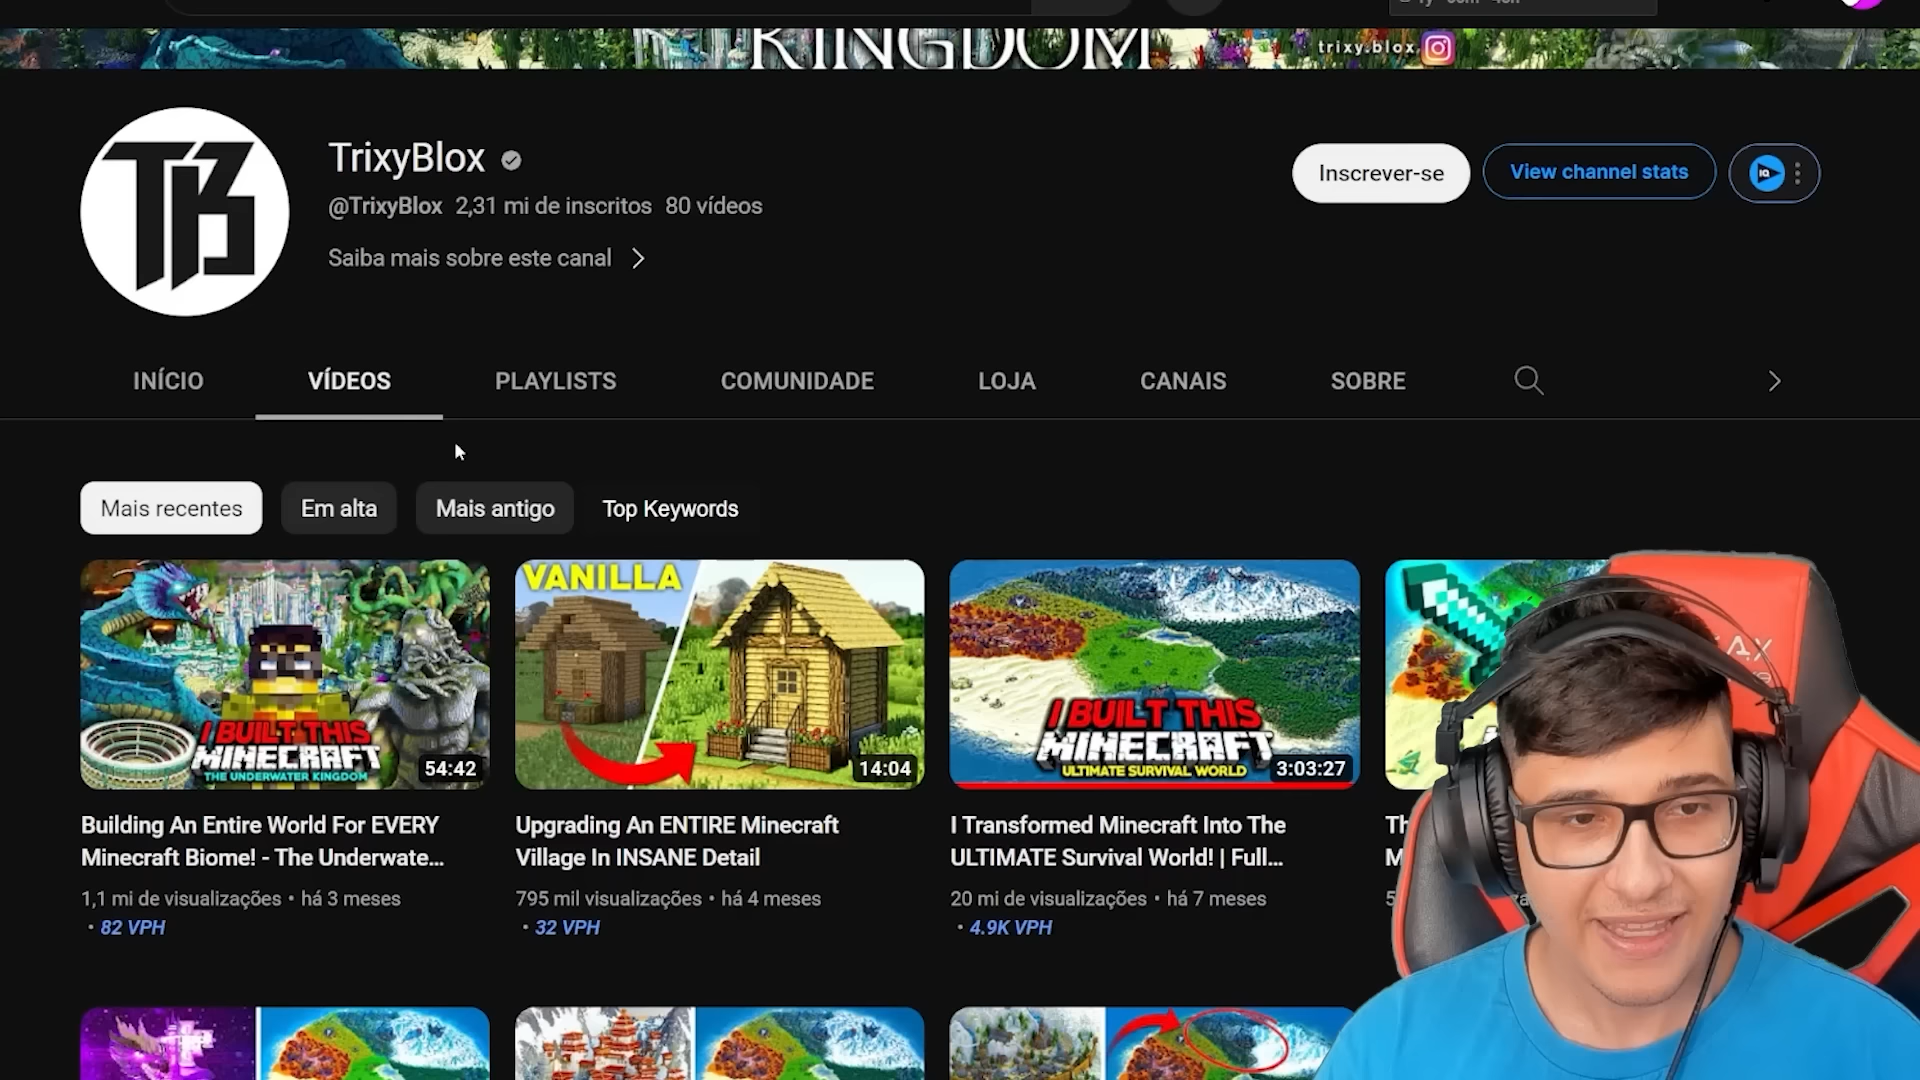 KINGDOM
trixy.blox
TB
TrixyBlox
@TrixyBlox 2,31 mi de inscritos 80 vídeos
Saiba mais sobre este canal
Inscrever-se
View channel stats
IQ
INÍCIO VÍDEOS PLAYLISTS COMUNIDADE LOJA CANAIS SOBRE
Mais recentes Em alta Mais antigo Top Keywords
I BUILT THIS
MINECRAFT
THE UNDERWATER KINGDOM
54:42
VANILLA
14:04
I BUILT THIS
MINECRAFT
ULTIMATE SURVIVAL WORLD
3:03:27
Building An Entire World For EVERY
Minecraft Biome! - The Underwate...
1,1 mi de visualizações • há 3 meses
• 82 VPH
Upgrading An ENTIRE Minecraft
Village In INSANE Detail
795 mil visualizações • há 4 meses
• 32 VPH
I Transformed Minecraft Into The
ULTIMATE Survival World! | Full...
20 mi de visualizações • há 7 meses
• 4.9K VPH